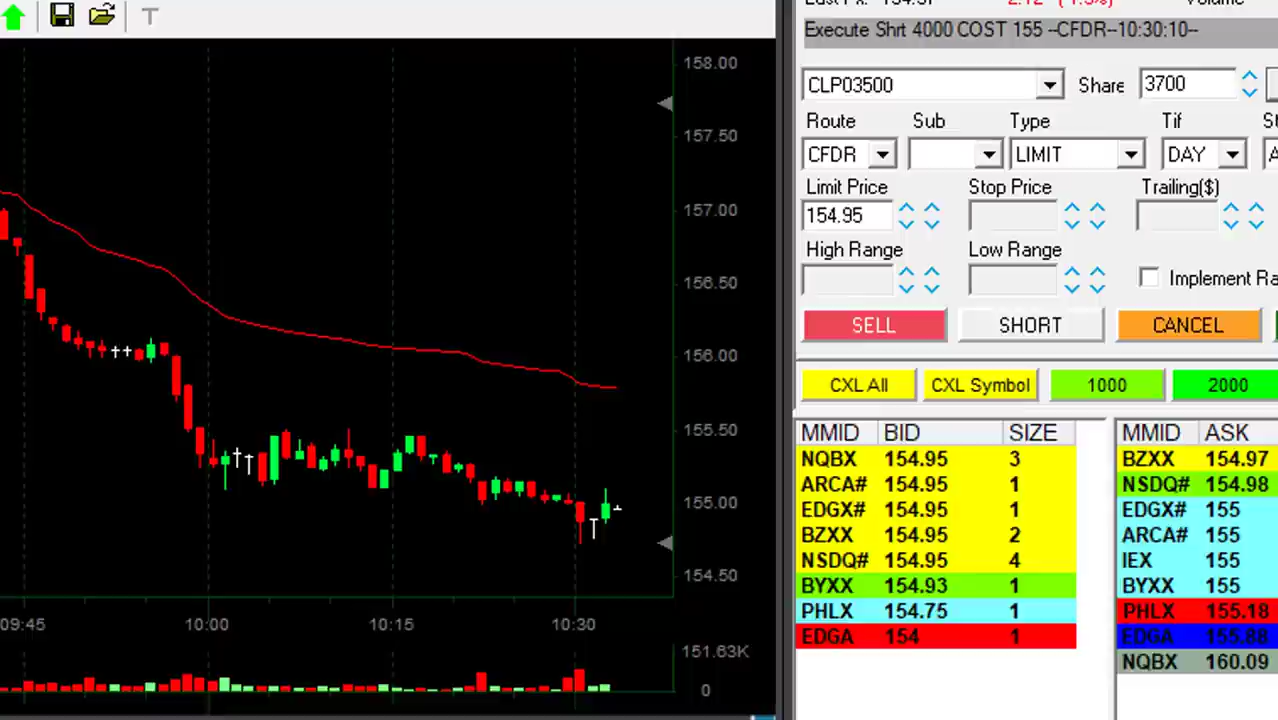 T
Execute Shrt 4000 COST 155 --CFDR--10:30:10--
CLP03500 Share 3700
Route Sub Type Tif
CFDR LIMIT DAY
Limit Price Stop Price Trailing($)
154.95
High Range Low Range
Implement Ra
SELL SHORT CANCEL
CXL All CXL Symbol 1000 2000
MMID BID SIZE MMID ASK
NQBX 154.95 3 BZXX 154.97
ARCA# 154.95 1 NSDQ# 154.98
EDGX# 154.95 1 EDGX# 155
BZXX 154.95 2 ARCA# 155
NSDQ# 154.95 4 IEX 155
BYXX 154.93 1 BYXX 155
PHLX 154.75 1 PHLX 155.18
EDGA 154 1 EDGA 155.88
NQBX 160.09
158.00
157.50
157.00
156.50
156.00
155.50
155.00
154.50
09:45 10:00 10:15 10:30
151.63K
0